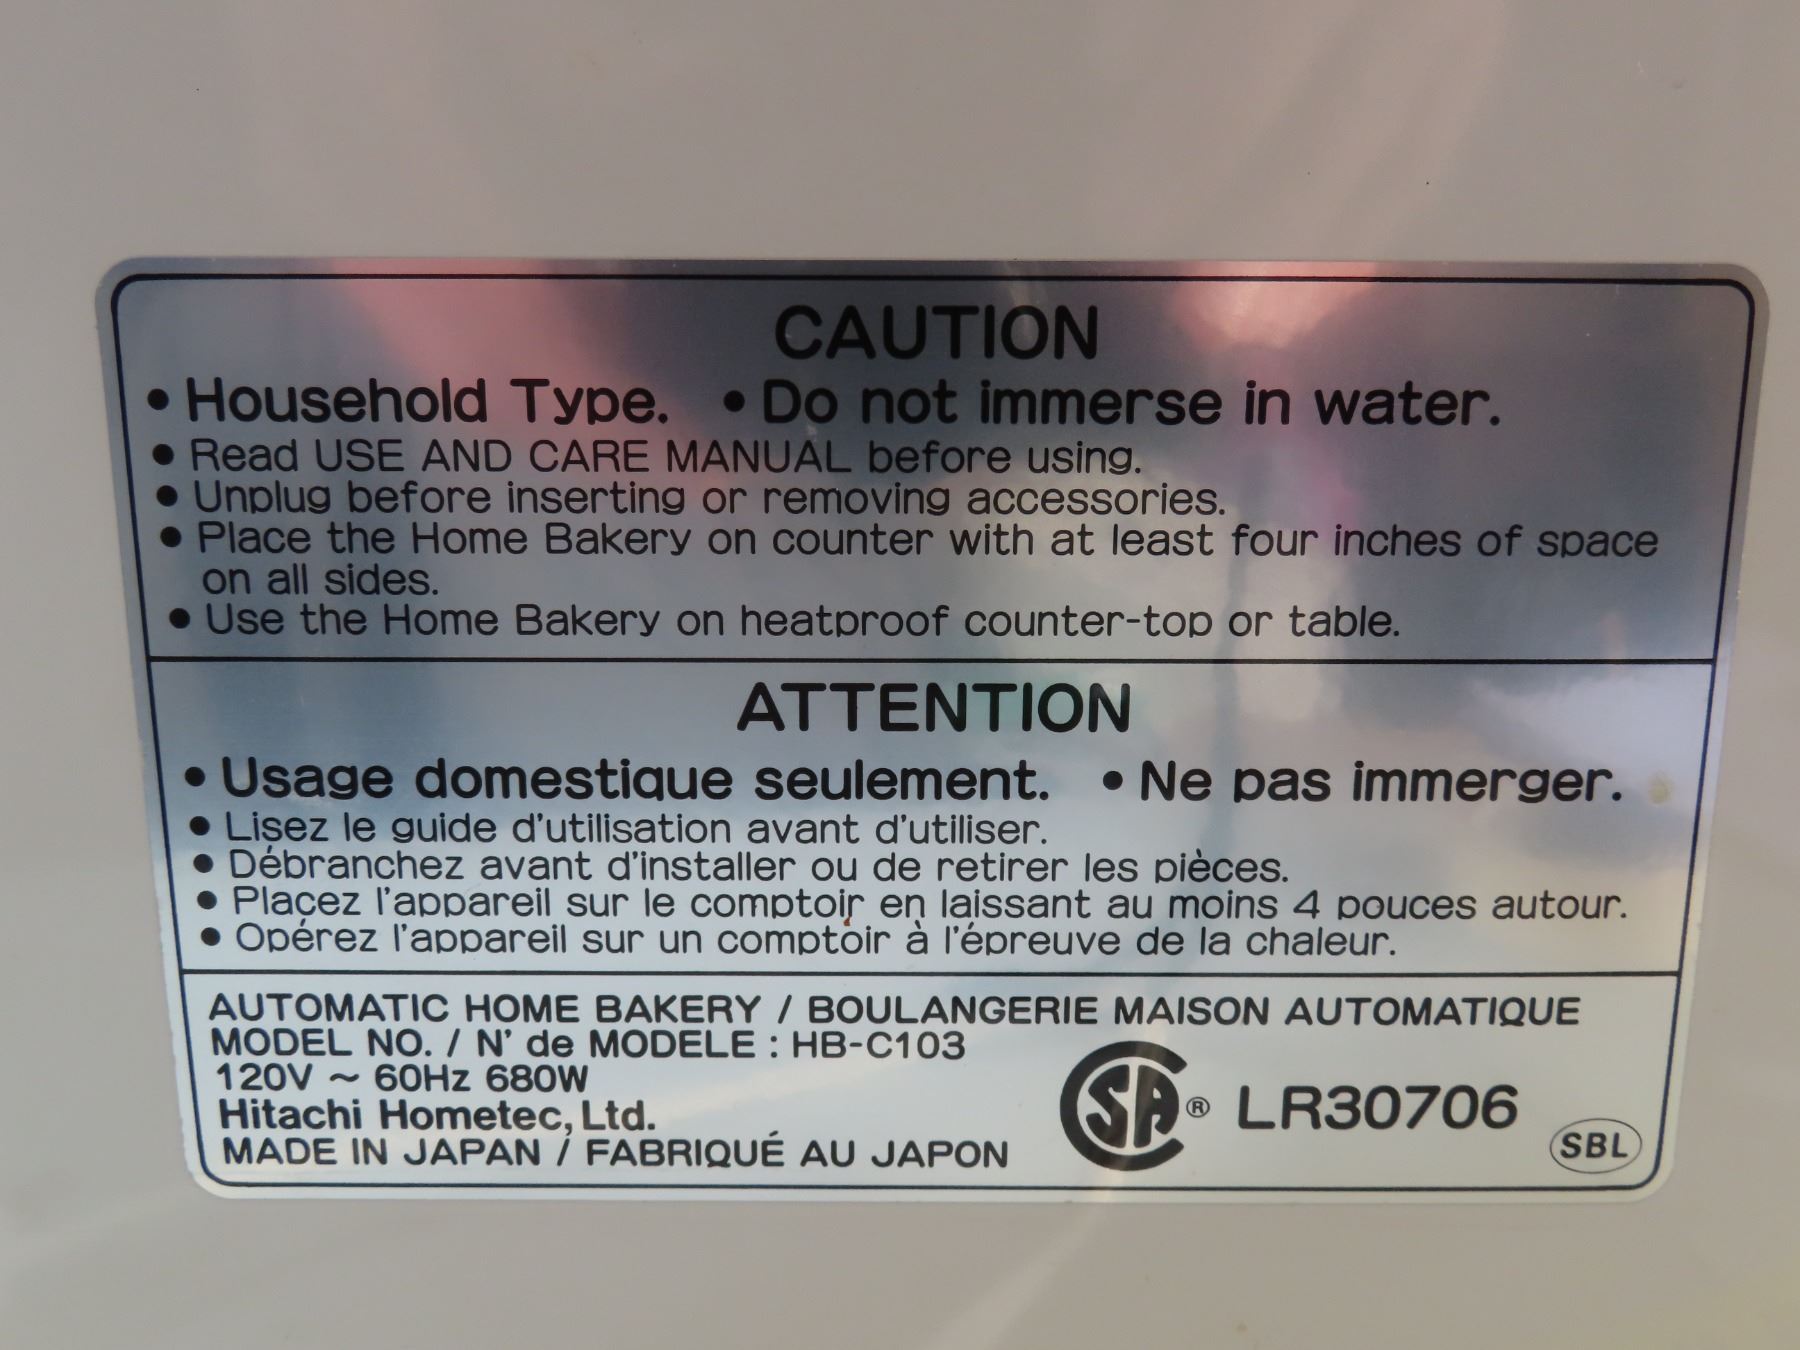 CAUTION
• Household Type. • Do not immerse in water.
• Read USE AND CARE MANUAL before using.
• Unplug before inserting or removing accessories.
• Place the Home Bakery on counter with at least four inches of space
on all sides.
• Use the Home Bakery on heatproof counter-top or table.
ATTENTION
• Usage domestique seulement. • Ne pas immerger.
• Lisez le guide d'utilisation avant d'utiliser.
• Débranchez avant d'installer ou de retirer les pièces.
• Plaçez l'appareil sur le comptoir en laissant au moins 4 pouces autour.
• Opérez l'appareil sur un comptoir à l'épreuve de la chaleur.
AUTOMATIC HOME BAKERY / BOULANGERIE MAISON AUTOMATIQUE
MODEL NO. / N' de MODELE : HB-C103
120V ~ 60Hz 680W
Hitachi Hometec, Ltd.
MADE IN JAPAN / FABRIQUÉ AU JAPON
CSA ® LR30706
SBL